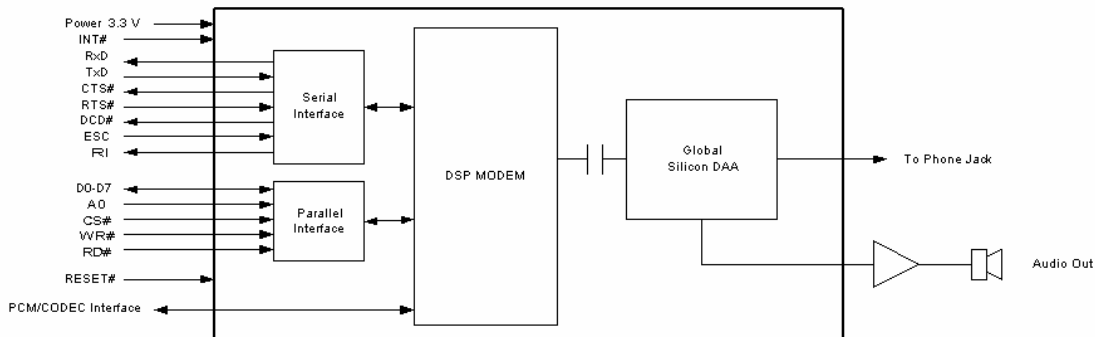 Power 3.3 V
INT#
RxD
TxD
CTS#
RTS#
DCD#
ESC
RI
D0-D7
A0
CS#
WR#
RD#
RESET#
PCM/CODEC Interface
Serial
Interface
Parallel
Interface
DSP MODEM
Global
Silicon DAA
To Phone Jack
Audio Out